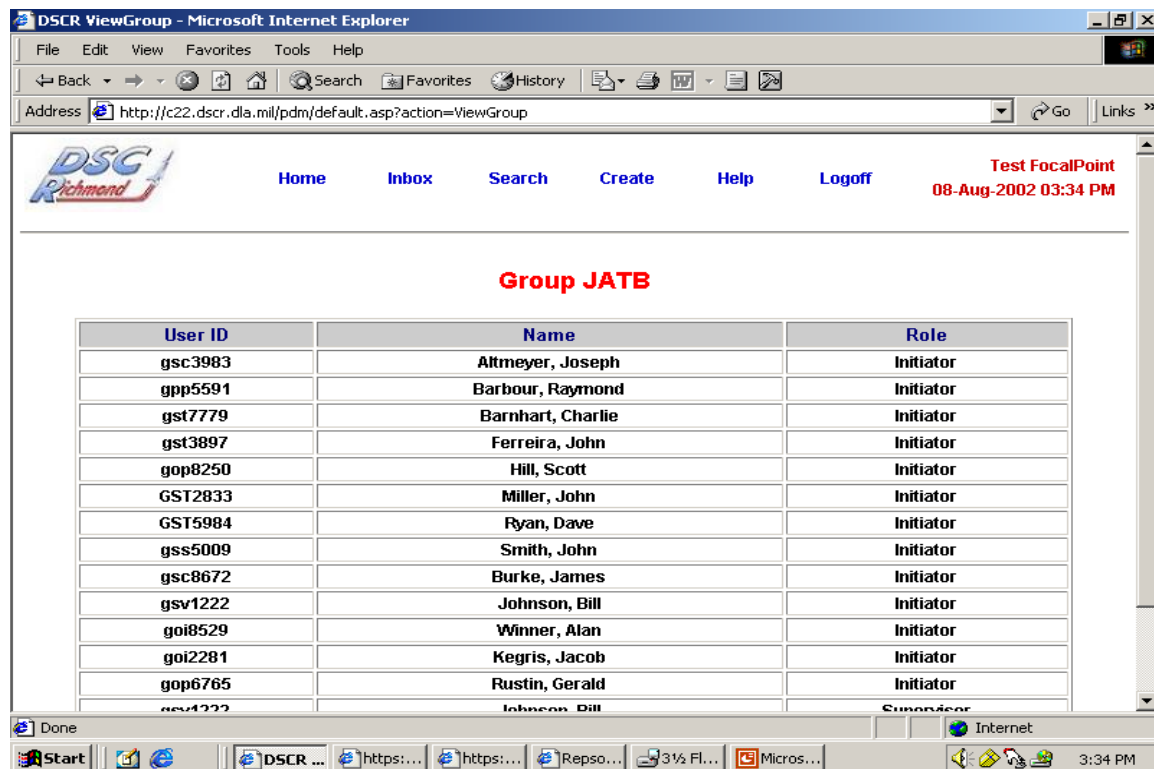 DSCR ViewGroup - Microsoft Internet Explorer
File Edit View Favorites Tools Help
Back Search Favorites History
Address http://c22.dscr.dla.mil/pdm/default.asp?action=ViewGroup Go Links »
DSC Richmond
Home Inbox Search Create Help Logoff
Test FocalPoint
08-Aug-2002 03:34 PM
Group JATB
User ID Name Role
gsc3983 Altmeyer, Joseph Initiator
gpp5591 Barbour, Raymond Initiator
gst7779 Barnhart, Charlie Initiator
gst3897 Ferreira, John Initiator
gop8250 Hill, Scott Initiator
GST2833 Miller, John Initiator
GST5984 Ryan, Dave Initiator
gss5009 Smith, John Initiator
gsc8672 Burke, James Initiator
gsv1222 Johnson, Bill Initiator
goi8529 Winner, Alan Initiator
goi2281 Kegris, Jacob Initiator
gop6765 Rustin, Gerald Initiator
gsv1222 Johnson, Bill Supervisor
Done Internet
Start DSCR ... https:... https:... Repso... 3½ Fl... Micros... 3:34 PM